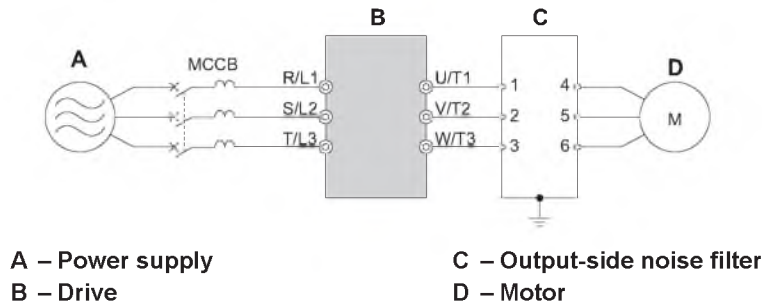 B
C
A
D
MCCB
R/L1
U/T1
1
4
S/L2
V/T2
2
5
M
T/L3
W/T3
3
6
A – Power supply
B – Drive
C – Output-side noise filter
D – Motor